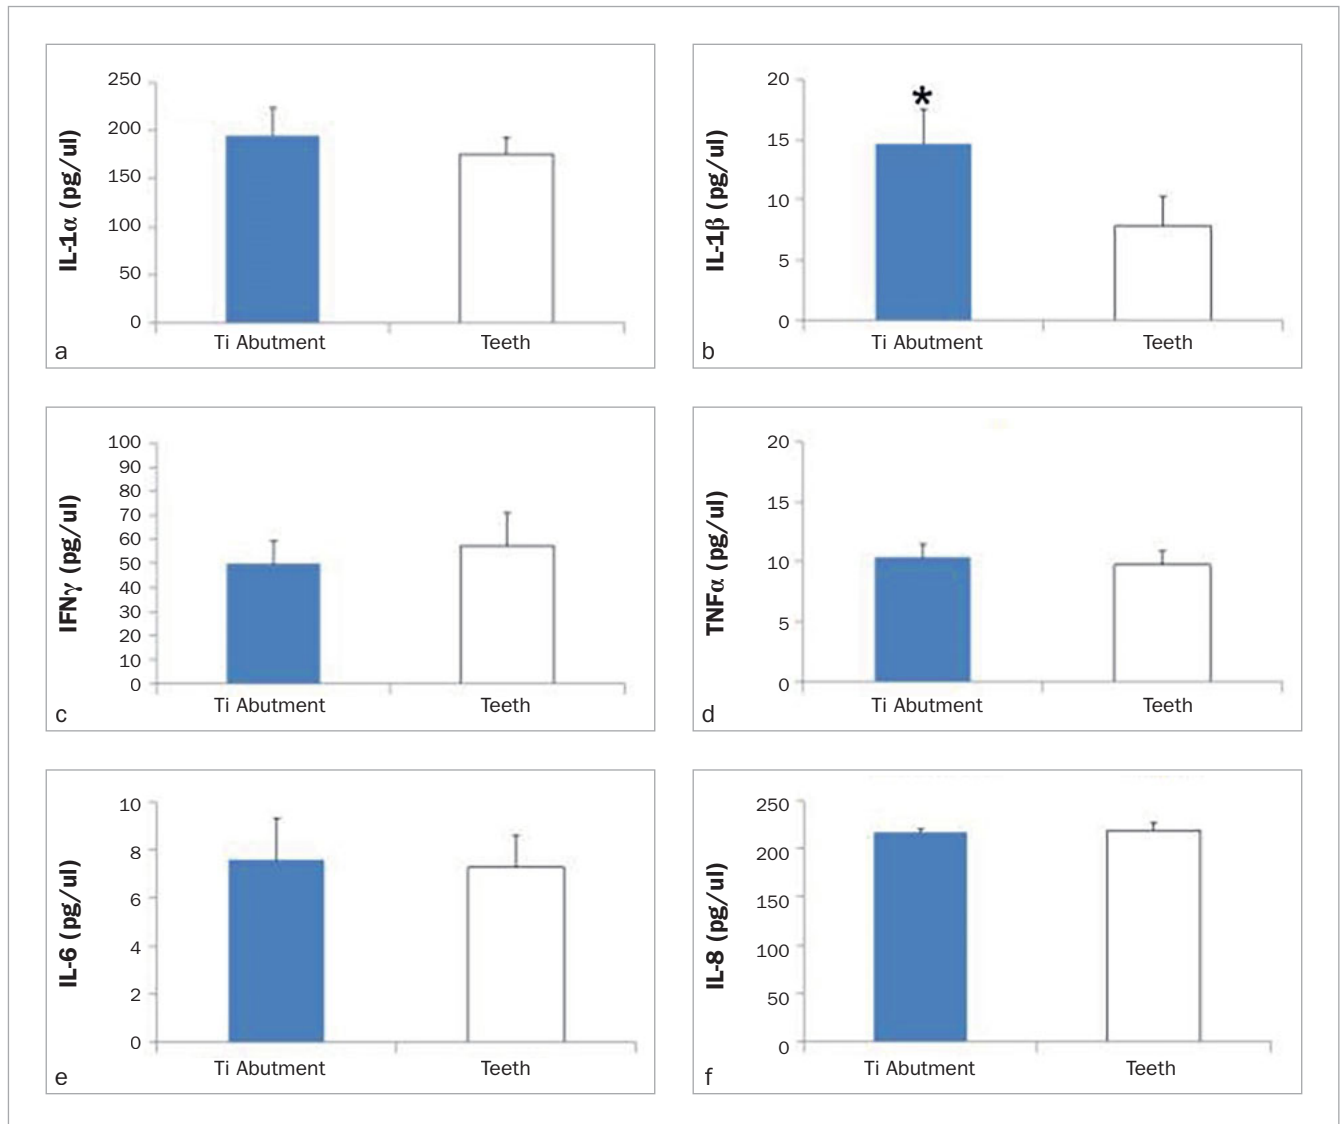 250
200
150
100
50
0
IL-1α (pg/ul)
Ti Abutment
Teeth
a
20
15
10
5
0
IL-1β (pg/ul)
*
Ti Abutment
Teeth
b
100
90
80
70
60
50
40
30
20
10
0
IFNγ (pg/ul)
Ti Abutment
Teeth
c
20
15
10
5
0
TNFα (pg/ul)
Ti Abutment
Teeth
d
10
8
6
4
2
0
IL-6 (pg/ul)
Ti Abutment
Teeth
e
250
200
150
100
50
0
IL-8 (pg/ul)
Ti Abutment
Teeth
f